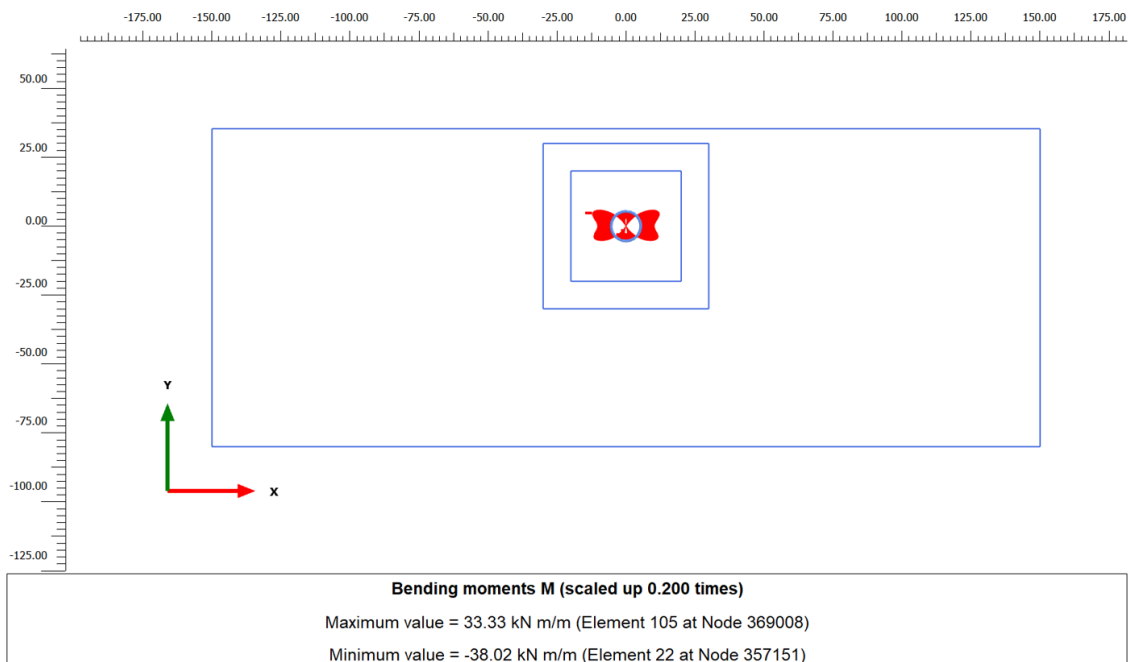 -175.00 -150.00 -125.00 -100.00 -75.00 -50.00 -25.00 0.00 25.00 50.00 75.00 100.00 125.00 150.00 175.00
50.00
25.00
0.00
-25.00
-50.00
-75.00
-100.00
-125.00
Y
X
Bending moments M (scaled up 0.200 times)
Maximum value = 33.33 kN m/m (Element 105 at Node 369008)
Minimum value = -38.02 kN m/m (Element 22 at Node 357151)